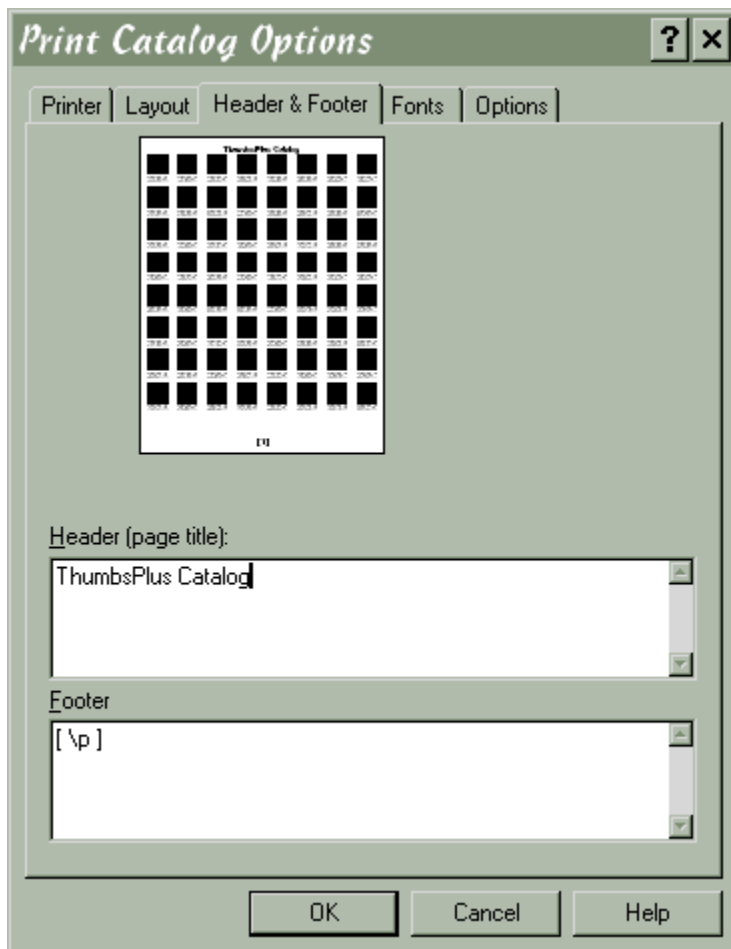 Print Catalog Options
? ×
Printer Layout Header & Footer Fonts Options
ThumbsPlus Catalog
Header (page title):
ThumbsPlus Catalog
Footer
[ \p ]
OK Cancel Help